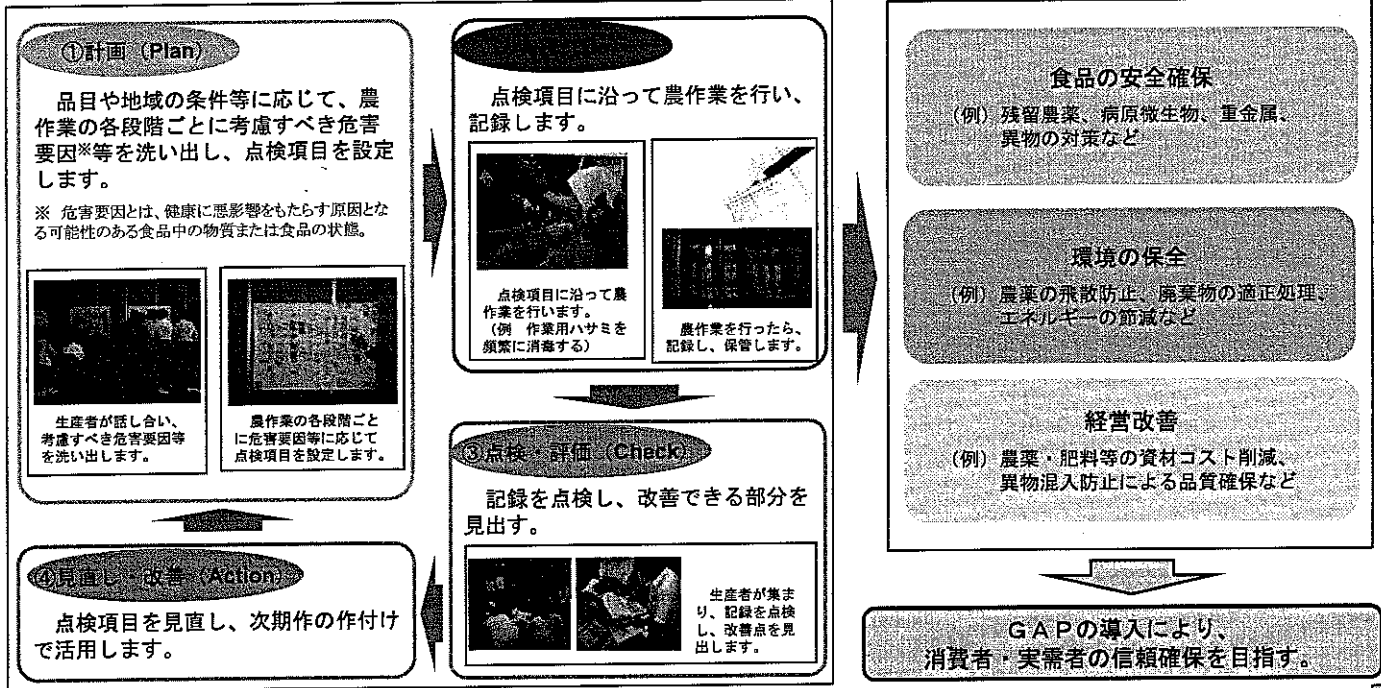 ①計画（Plan）
品目や地域の条件等に応じて、農
作業の各段階ごとに考慮すべき危害
要因※等を洗い出し、点検項目を設定
します。
※ 危害要因とは、健康に悪影響をもたらす原因とな
る可能性のある食品中の物質または食品の状態。
生産者が話し合い、
考慮すべき危害要因等
を洗い出します。
農作業の各段階ごと
に危害要因等に応じて
点検項目を設定します。
点検項目に沿って農作業を行い、
記録します。
点検項目に沿って農
作業を行います。
（例 作業用ハサミを
頻繁に消毒する）
農作業を行ったら、
記録し、保管します。
③点検・評価（Check）
記録を点検し、改善できる部分を
見出す。
生産者が集ま
り、記録を点検
し、改善点を見
出します。
④見直し・改善（Action）
点検項目を見直し、次期作の作付け
で活用します。
食品の安全確保
（例）残留農薬、病原微生物、重金属、
異物の対策など
環境の保全
（例）農薬の飛散防止、廃棄物の適正処理、
エネルギーの節減など
経営改善
（例）農薬・肥料等の資材コスト削減、
異物混入防止による品質確保など
ＧＡＰの導入により、
消費者・実需者の信頼確保を目指す。